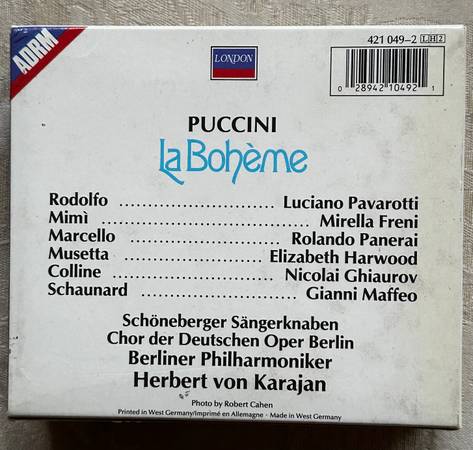 ADRM
LONDON
421 049-2 LH2
0 28942 10492 1
PUCCINI
La Bohème
Rodolfo .......................... Luciano Pavarotti
Mimì .................................. Mirella Freni
Marcello .......................... Rolando Panerai
Musetta ...................... Elizabeth Harwood
Colline ........................... Nicolai Ghiaurov
Schaunard ......................... Gianni Maffeo
Schöneberger Sängerknaben
Chor der Deutschen Oper Berlin
Berliner Philharmoniker
Herbert von Karajan
Photo by Robert Cahen
Printed in West Germany/Imprimé en Allemagne - Made in West Germany